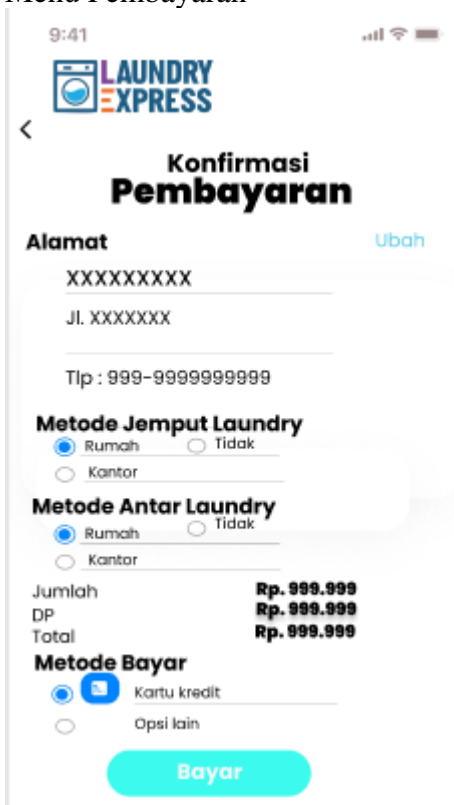 Menu Pembayaran
9:41
LAUNDRY
EXPRESS
Konfirmasi
Pembayaran
Alamat Ubah
XXXXXXXXX
Jl. XXXXXXX
Tlp : 999-9999999999
Metode Jemput Laundry
Rumah Tidak
Kantor
Metode Antar Laundry
Rumah Tidak
Kantor
Jumlah Rp. 999.999
DP Rp. 999.999
Total Rp. 999.999
Metode Bayar
Kartu kredit
Opsi lain
Bayar